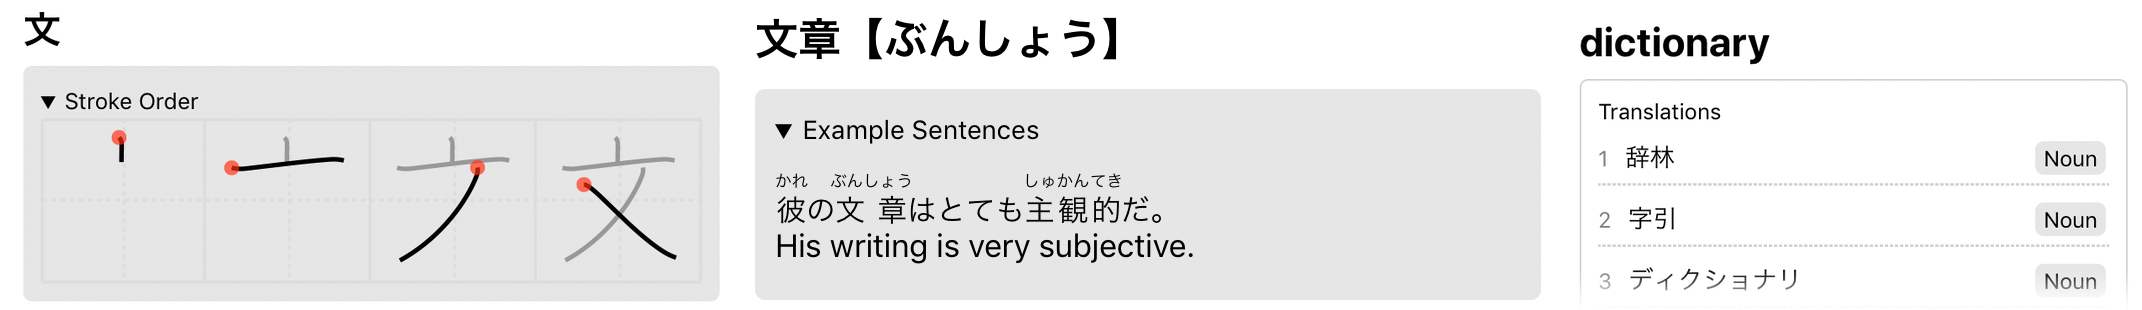 文
▼ Stroke Order
文章【ぶんしょう】
▼ Example Sentences
かれ ぶんしょう しゅかんてき
彼の文章はとても主観的だ。
His writing is very subjective.
dictionary
Translations
1 辞林 Noun
2 字引 Noun
3 ディクショナリ Noun